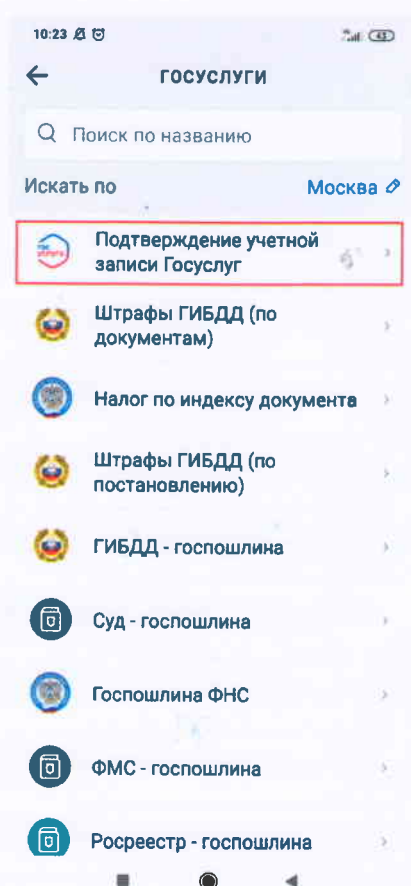 10:23
43
ГОСУСЛУГИ
Поиск по названию
Искать по
Москва
Подтверждение учетной
записи Госуслуг
Штрафы ГИБДД (по
документам)
Налог по индексу документа
Штрафы ГИБДД (по
постановлению)
ГИБДД - госпошлина
Суд - госпошлина
Госпошлина ФНС
ФМС - госпошлина
Росреестр - госпошлина